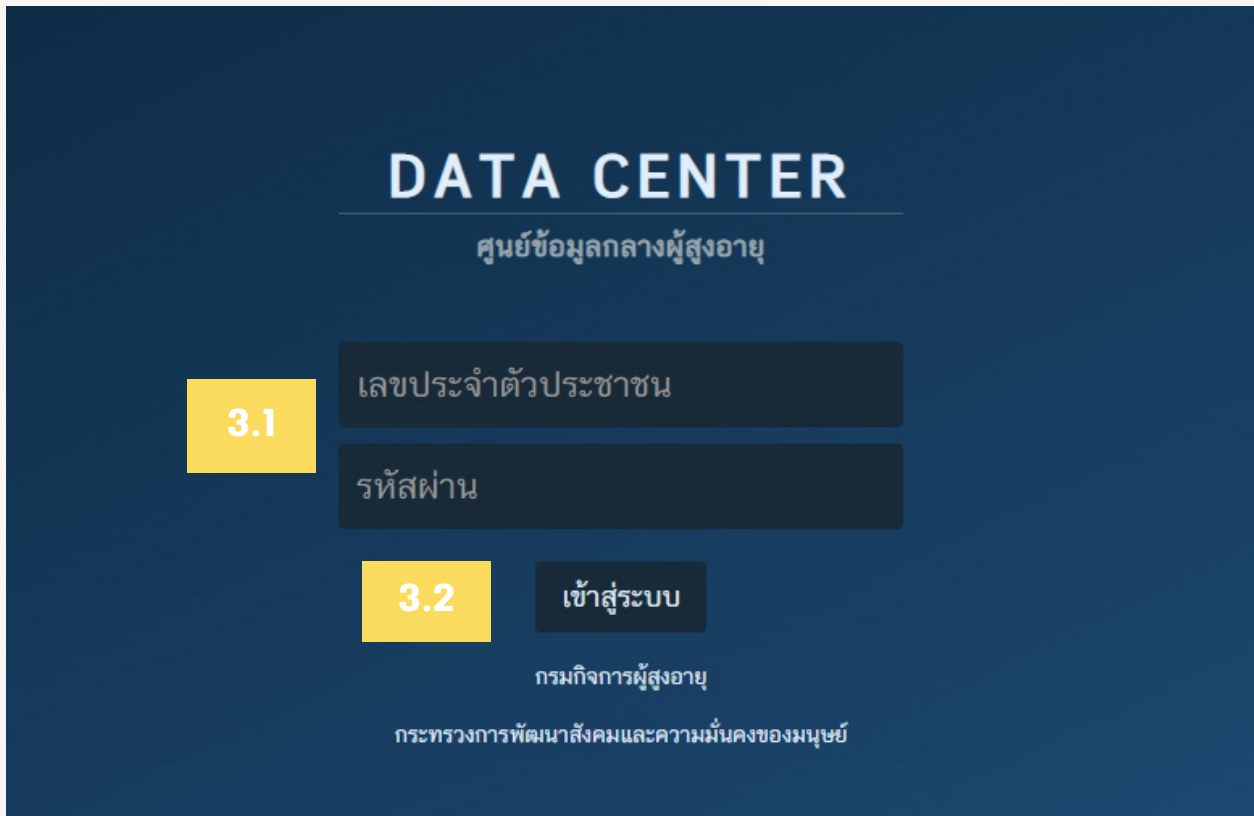 DATA CENTER
ศูนย์ข้อมูลกลางผู้สูงอายุ
เลขประจำตัวประชาชน
3.1
รหัสผ่าน
3.2
เข้าสู่ระบบ
กรมกิจการผู้สูงอายุ
กระทรวงการพัฒนาสังคมและความมั่นคงของมนุษย์